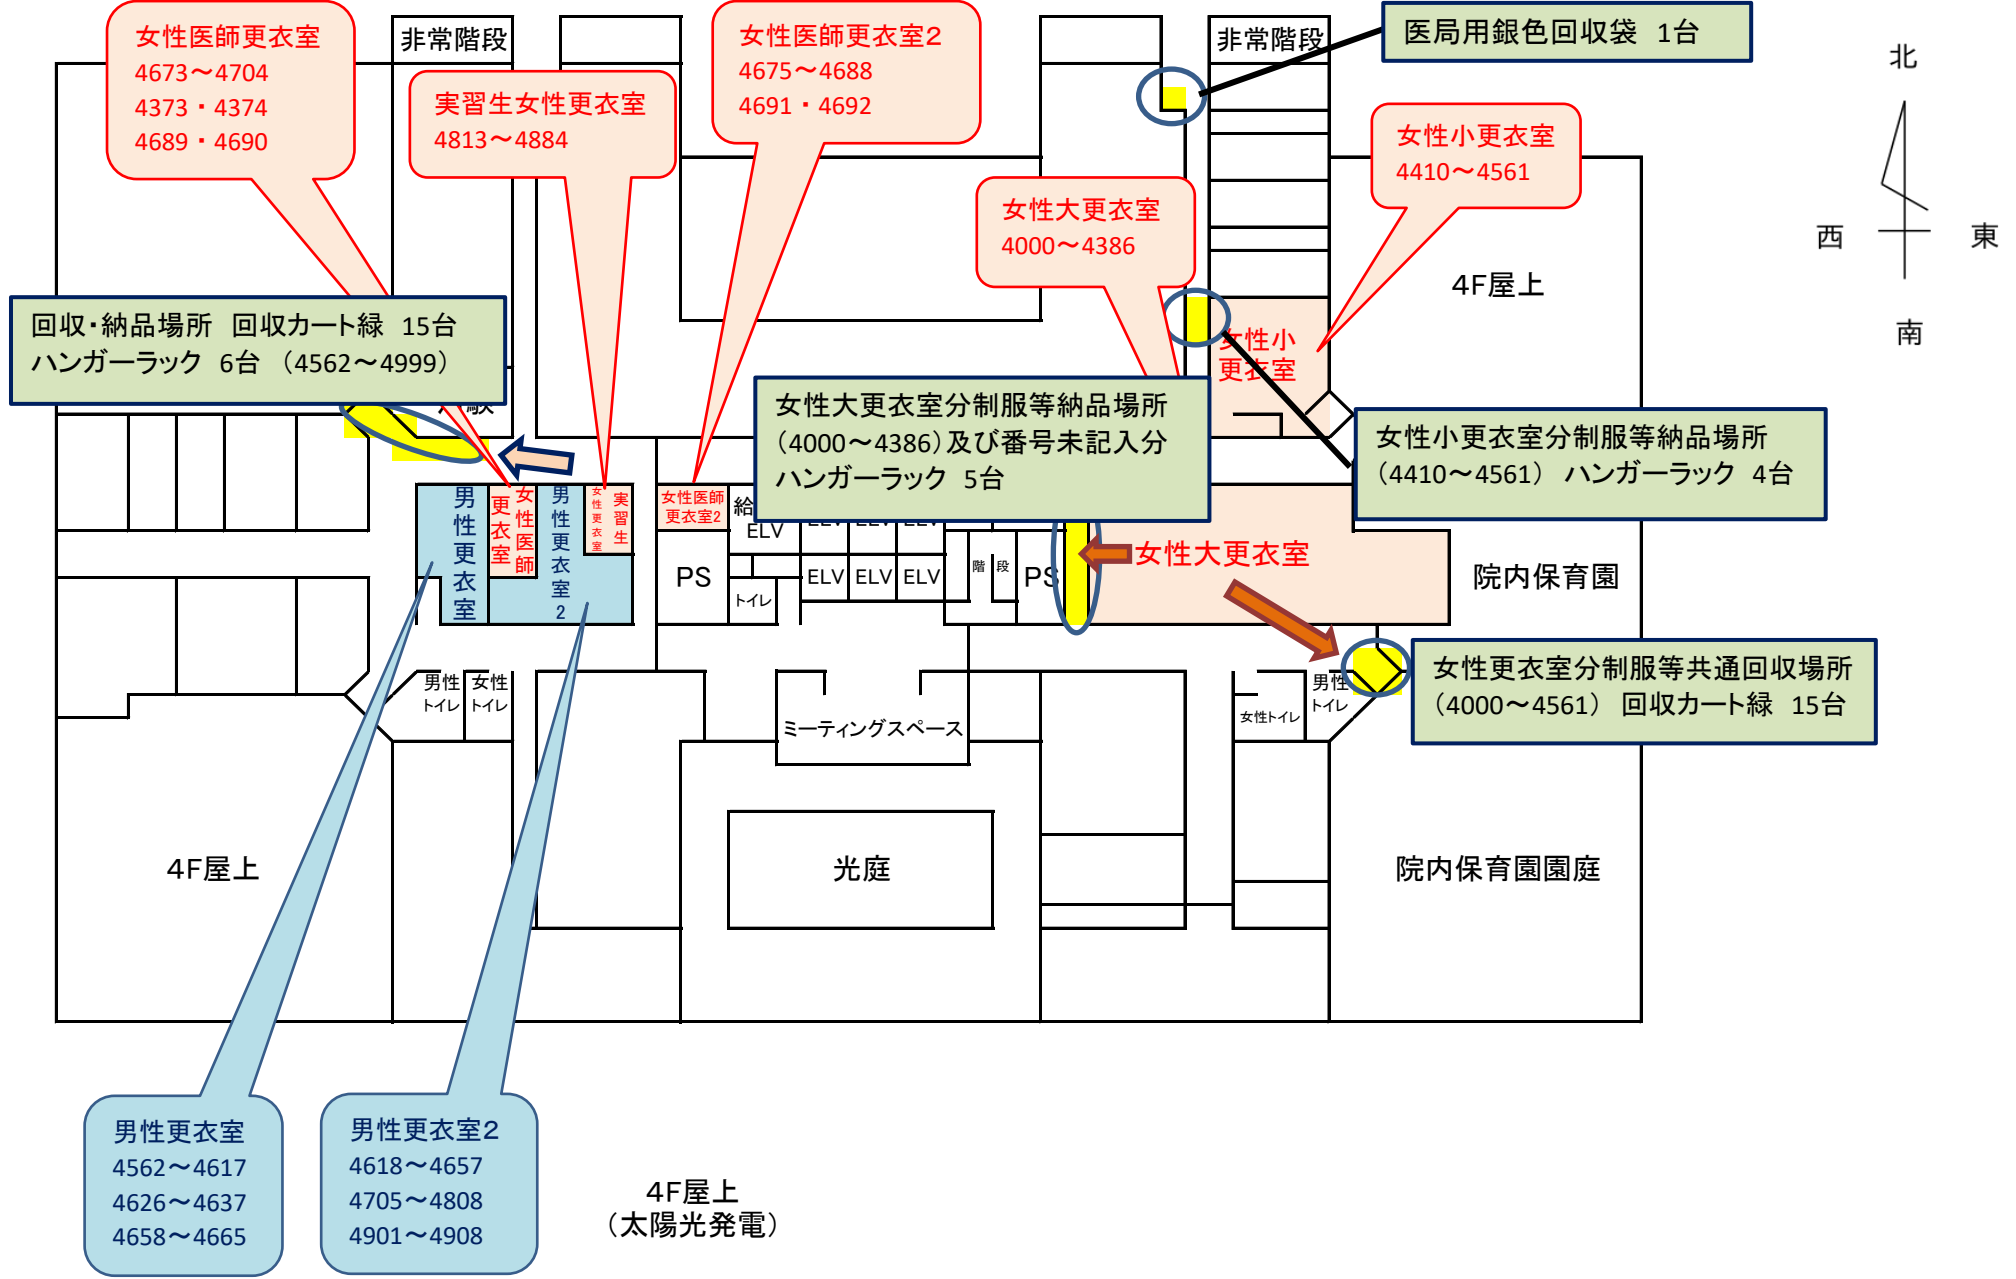 女性医師更衣室
4673～4704
4373・4374
4689・4690
非常階段
実習生女性更衣室
4813～4884
女性医師更衣室2
4675～4688
4691・4692
非常階段
医局用銀色回収袋 1台
北
西
東
南
女性小更衣室
4410～4561
女性大更衣室
4000～4386
4F屋上
回収・納品場所 回収カート緑 15台
ハンガーラック 6台 （4562～4999）
女性小
更衣室
女性大更衣室分制服等納品場所
（4000～4386）及び番号未記入分
ハンガーラック 5台
女性小更衣室分制服等納品場所
（4410～4561） ハンガーラック 4台
男性更衣室
女性医師
更衣室
男性更衣室2
実習生
女性更衣室
女性医師
更衣室2
給
ELV
PS
トイレ
ELV
ELV
ELV
階段
PS
女性大更衣室
院内保育園
男性
トイレ
女性
トイレ
ミーティングスペース
女性トイレ
男性
トイレ
女性更衣室分制服等共通回収場所
（4000～4561） 回収カート緑 15台
4F屋上
光庭
院内保育園園庭
男性更衣室
4562～4617
4626～4637
4658～4665
男性更衣室2
4618～4657
4705～4808
4901～4908
4F屋上
（太陽光発電）